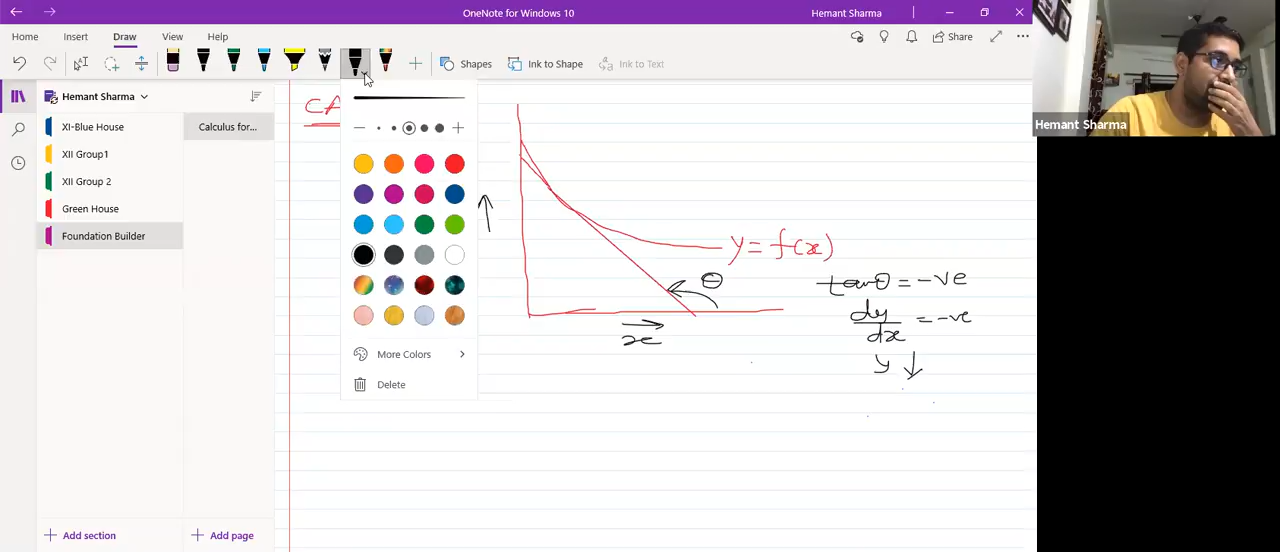 OneNote for Windows 10
Hemant Sharma
Home
Insert
Draw
View
Help
Share
Shapes
Ink to Shape
Ink to Text
Hemant Sharma
Hemant Sharma
XI-Blue House
XII Group1
XII Group 2
Green House
Foundation Builder
Calculus for...
More Colors
Delete
y = f(x)
θ
x
tanθ = -ve
dy/dx = -ve
y ↓
Add section
Add page